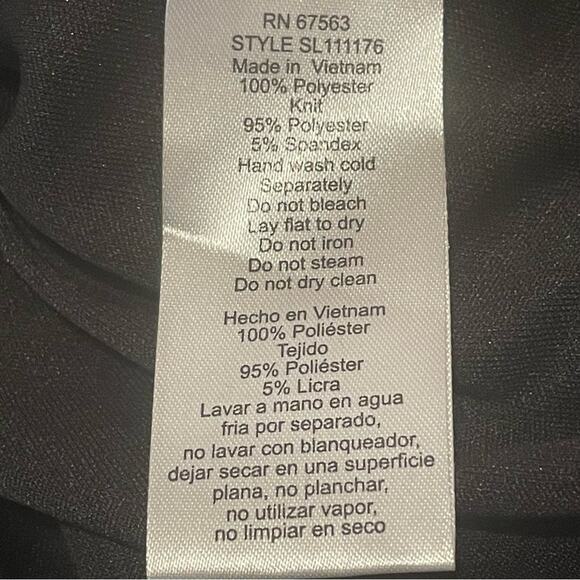 RN 67563
STYLE SL111176
Made in Vietnam
100% Polyester
Knit
95% Polyester
5% Spandex
Hand wash cold
Separately
Do not bleach
Lay flat to dry
Do not iron
Do not steam
Do not dry clean
Hecho en Vietnam
100% Poliéster
Tejido
95% Poliéster
5% Licra
Lavar a mano en agua
fria por separado,
no lavar con blanqueador,
dejar secar en una superficie
plana, no planchar,
no utilizar vapor,
no limpiar en seco